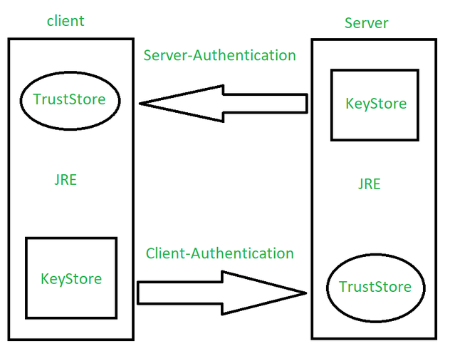 client
Server
Server-Authentication
TrustStore
KeyStore
JRE
JRE
Client-Authentication
KeyStore
TrustStore